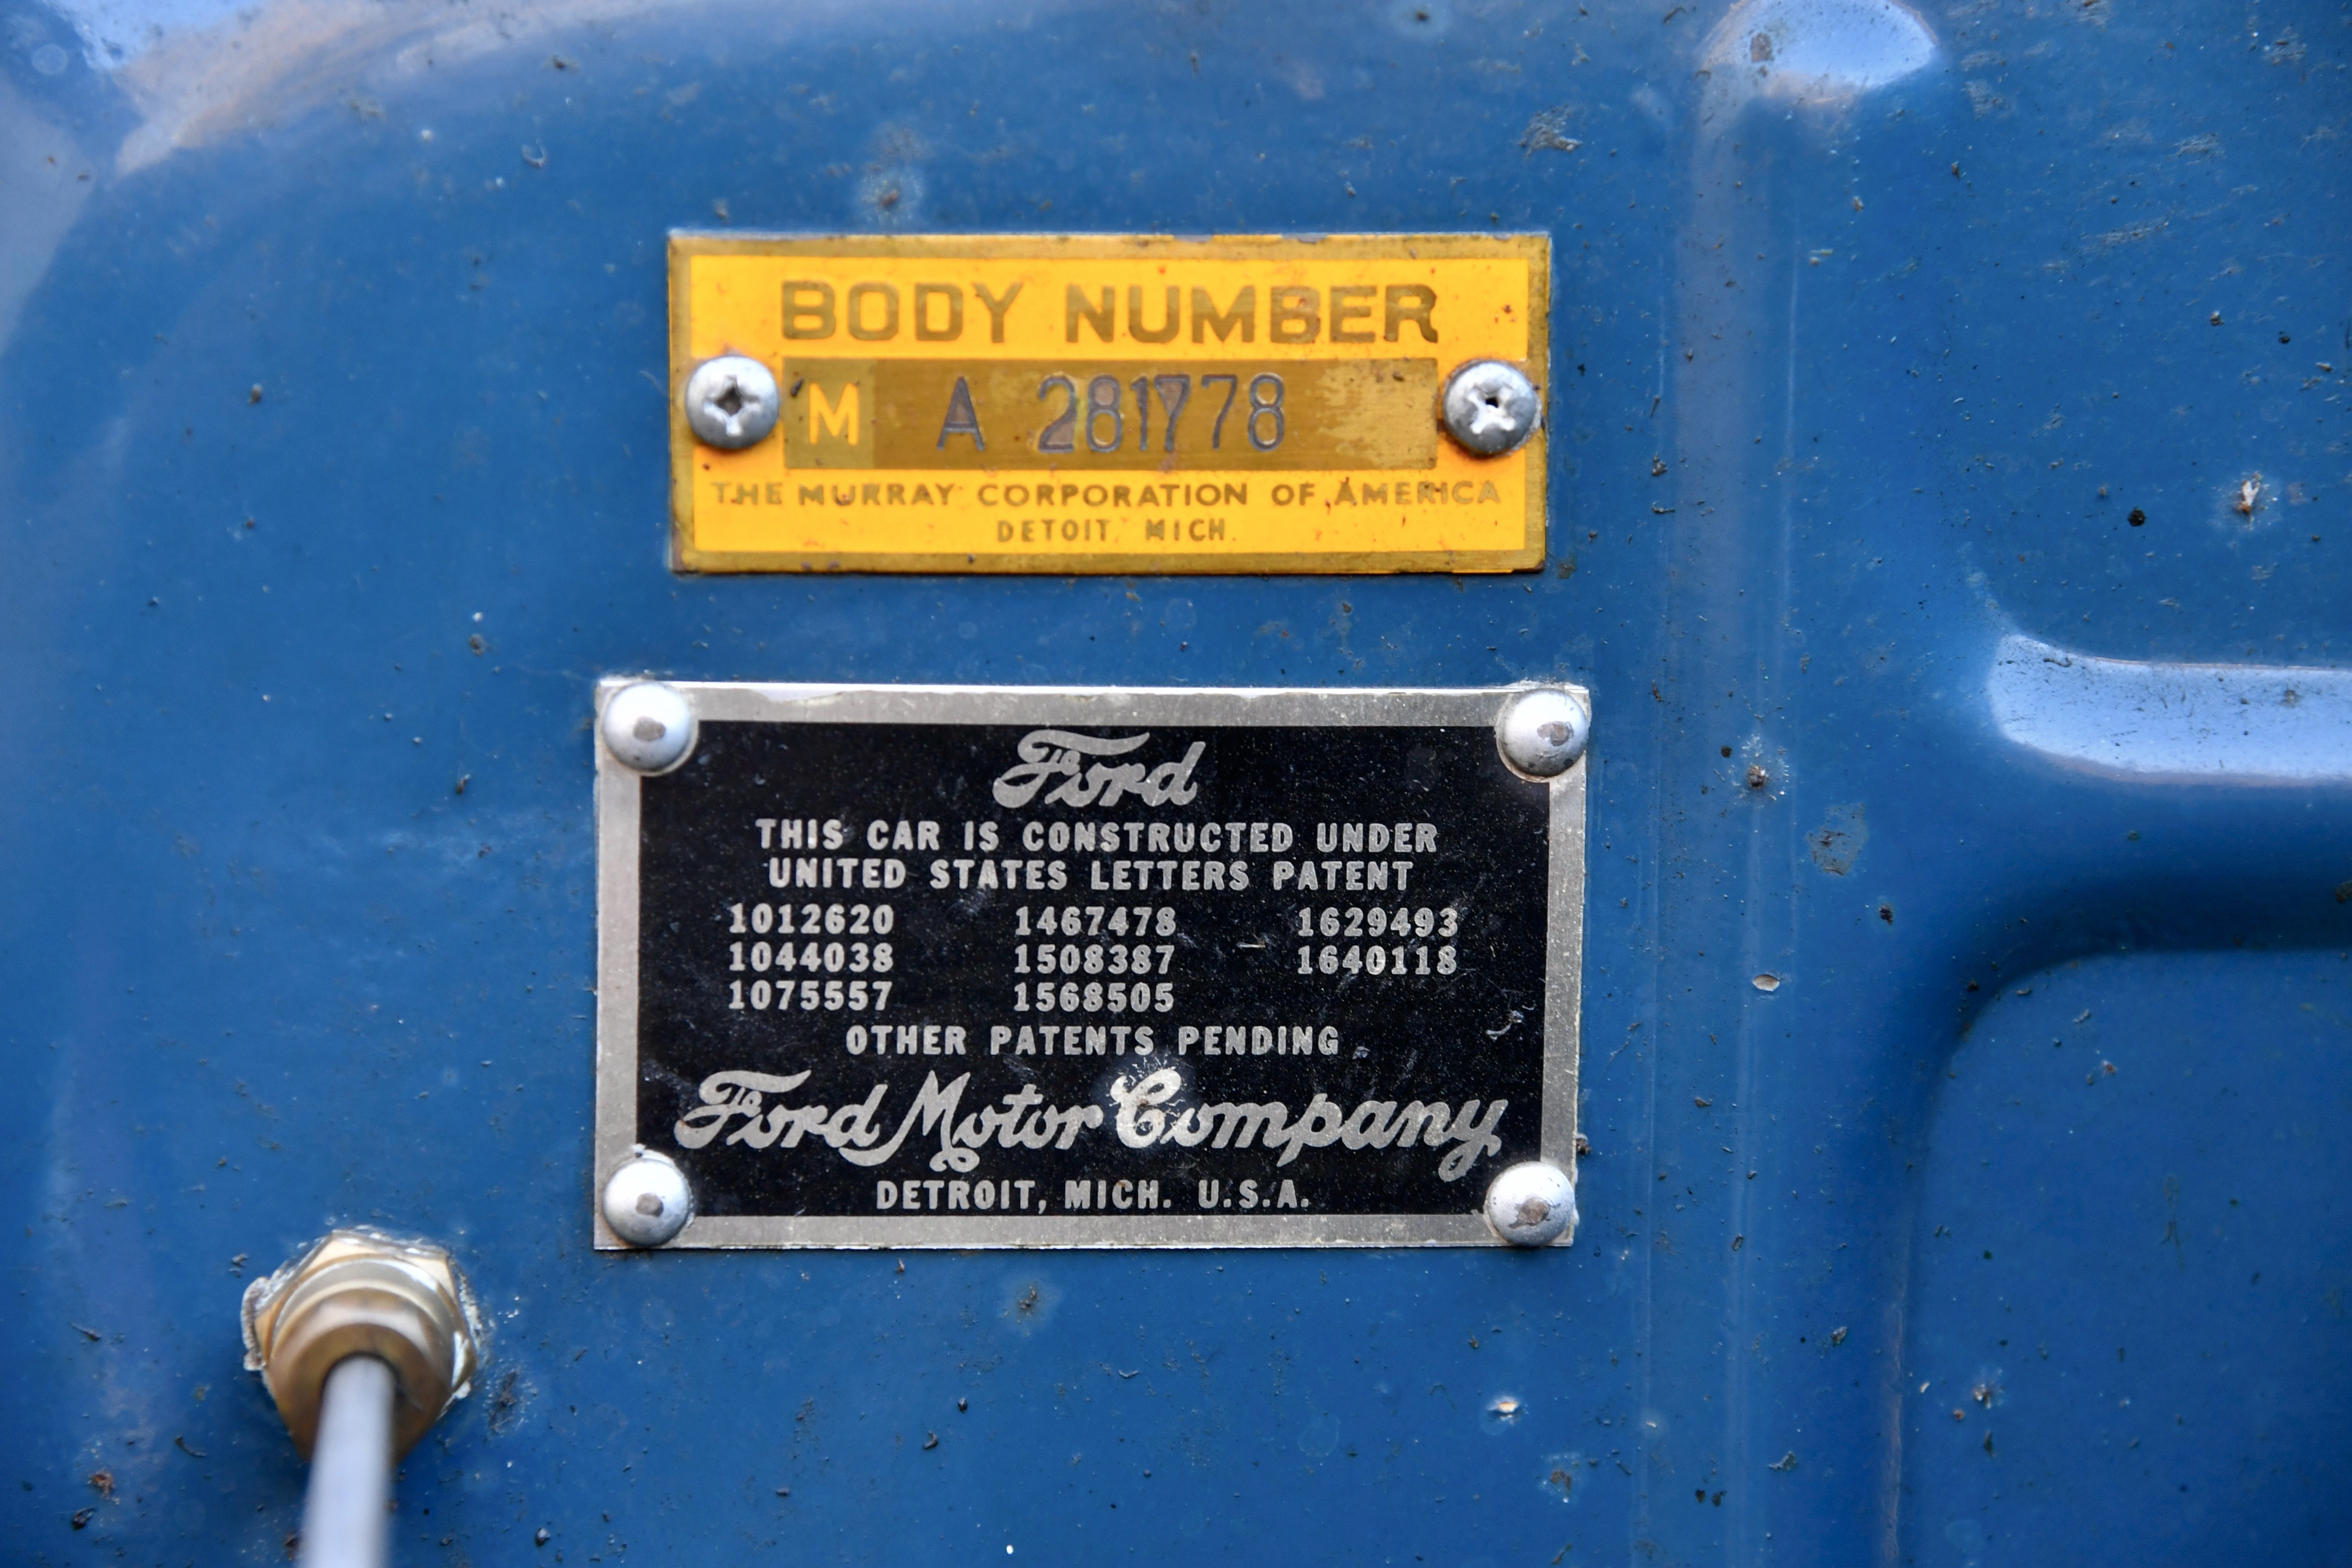 BODY NUMBER
M A 281778
THE MURRAY CORPORATION OF AMERICA
DETOIT, MICH.
Ford
THIS CAR IS CONSTRUCTED UNDER
UNITED STATES LETTERS PATENT
1012620 1467478 1629493
1044038 1508387 1640118
1075557 1568505
OTHER PATENTS PENDING
Ford Motor Company
DETROIT, MICH. U.S.A.